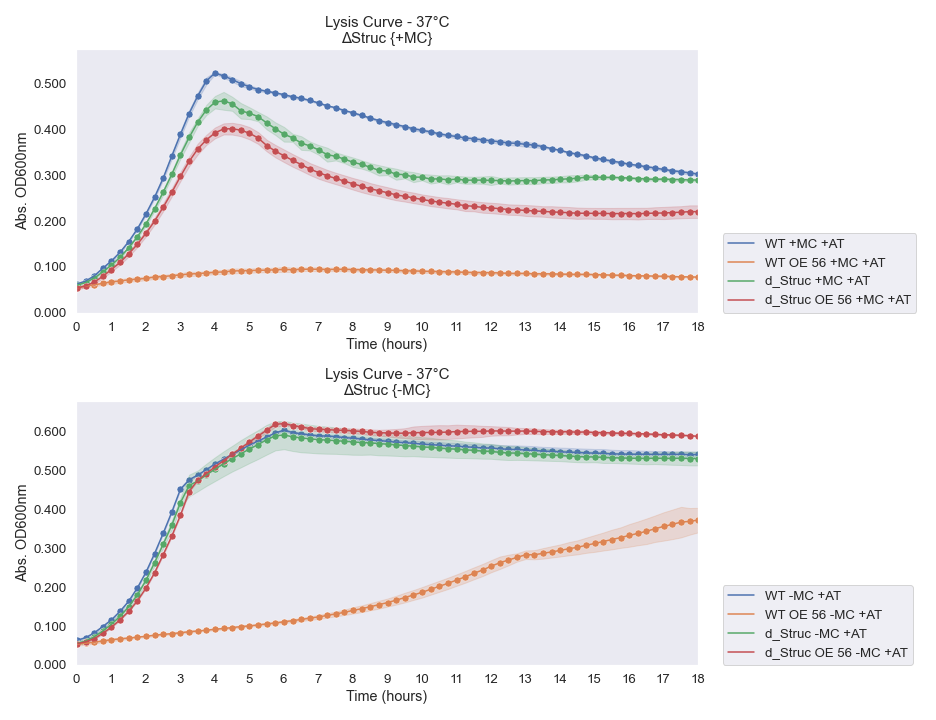 Lysis Curve - 37°C
ΔStruc {+MC}
Abs. OD600nm
0.500
0.400
0.300
0.200
0.100
0.000
0 1 2 3 4 5 6 7 8 9 10 11 12 13 14 15 16 17 18
Time (hours)
WT +MC +AT
WT OE 56 +MC +AT
d_Struc +MC +AT
d_Struc OE 56 +MC +AT
Lysis Curve - 37°C
ΔStruc {-MC}
Abs. OD600nm
0.600
0.500
0.400
0.300
0.200
0.100
0.000
0 1 2 3 4 5 6 7 8 9 10 11 12 13 14 15 16 17 18
Time (hours)
WT -MC +AT
WT OE 56 -MC +AT
d_Struc -MC +AT
d_Struc OE 56 -MC +AT